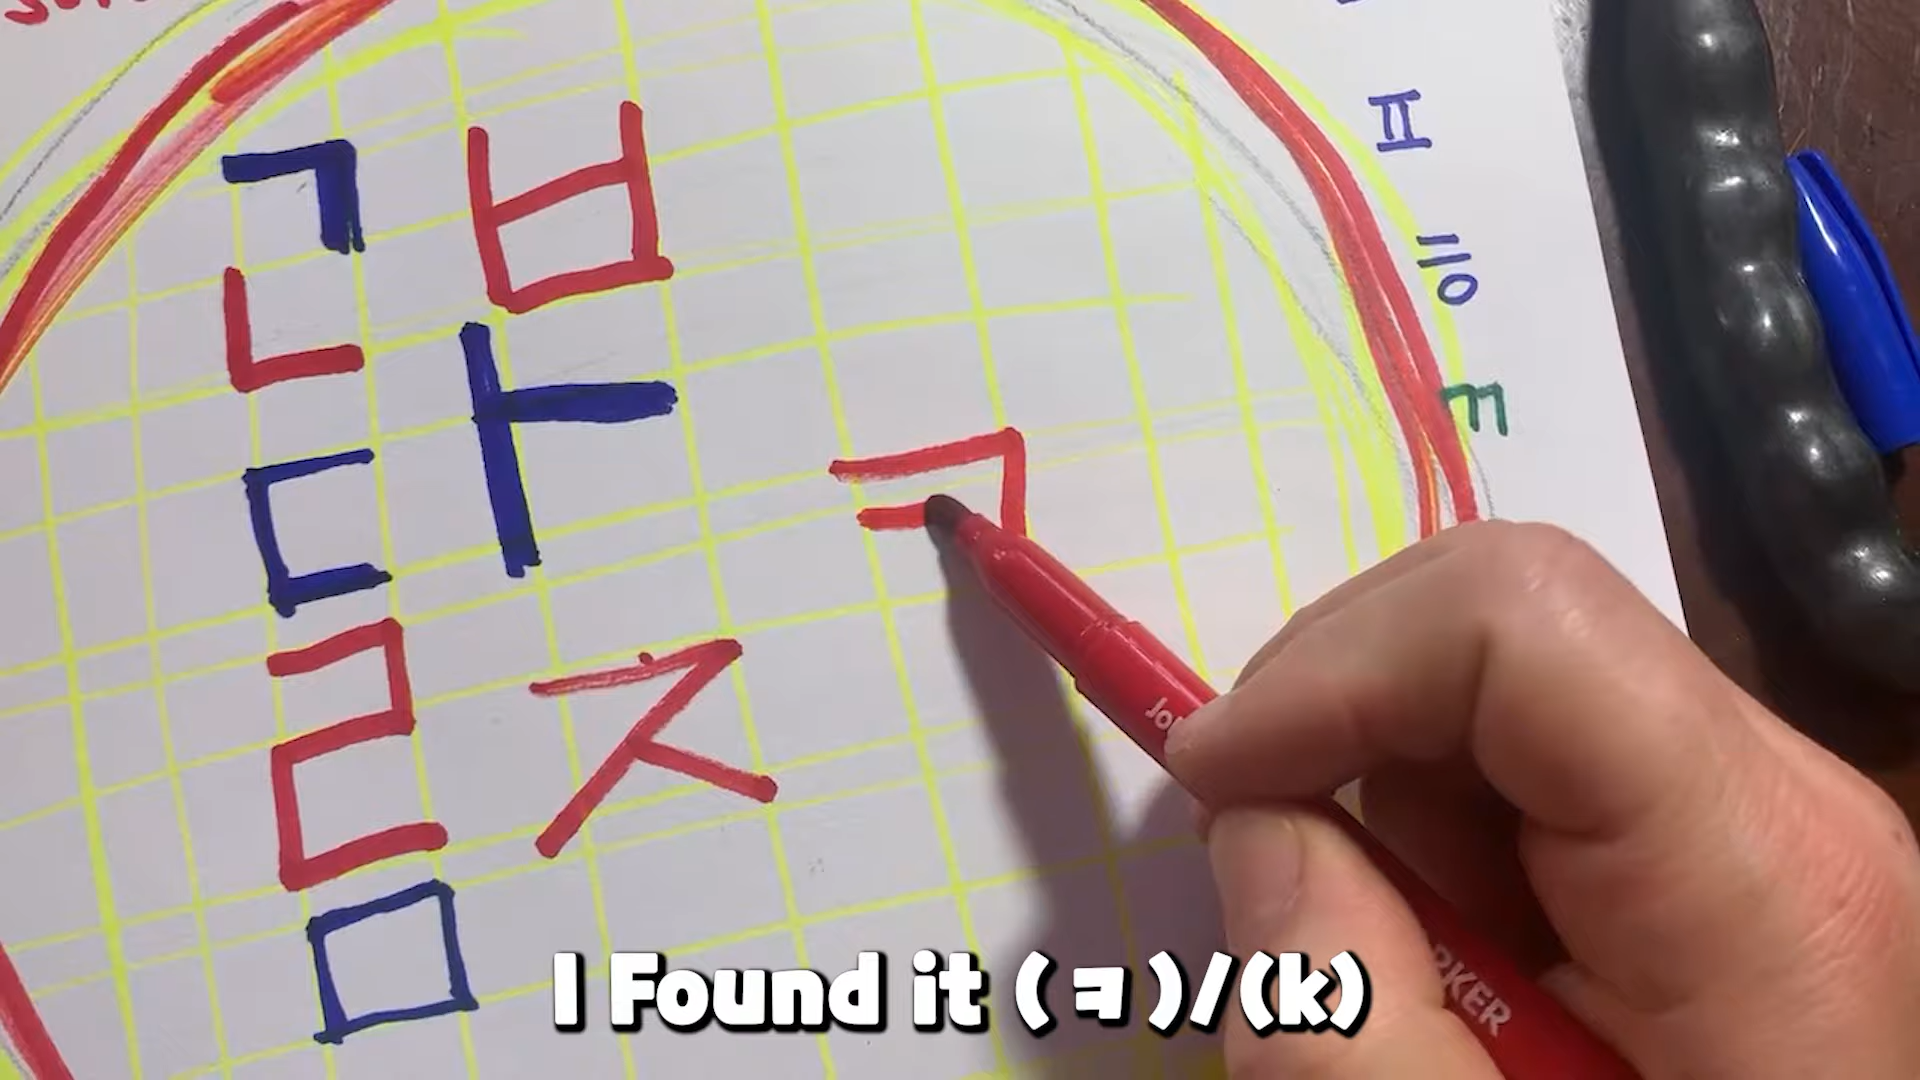 ㄱ
ㄴ
ㄷ
ㄹ
ㅁ
ㅂ
ㅏ
ㅈ
ㅋ
I Found it (ㅋ)/(k)